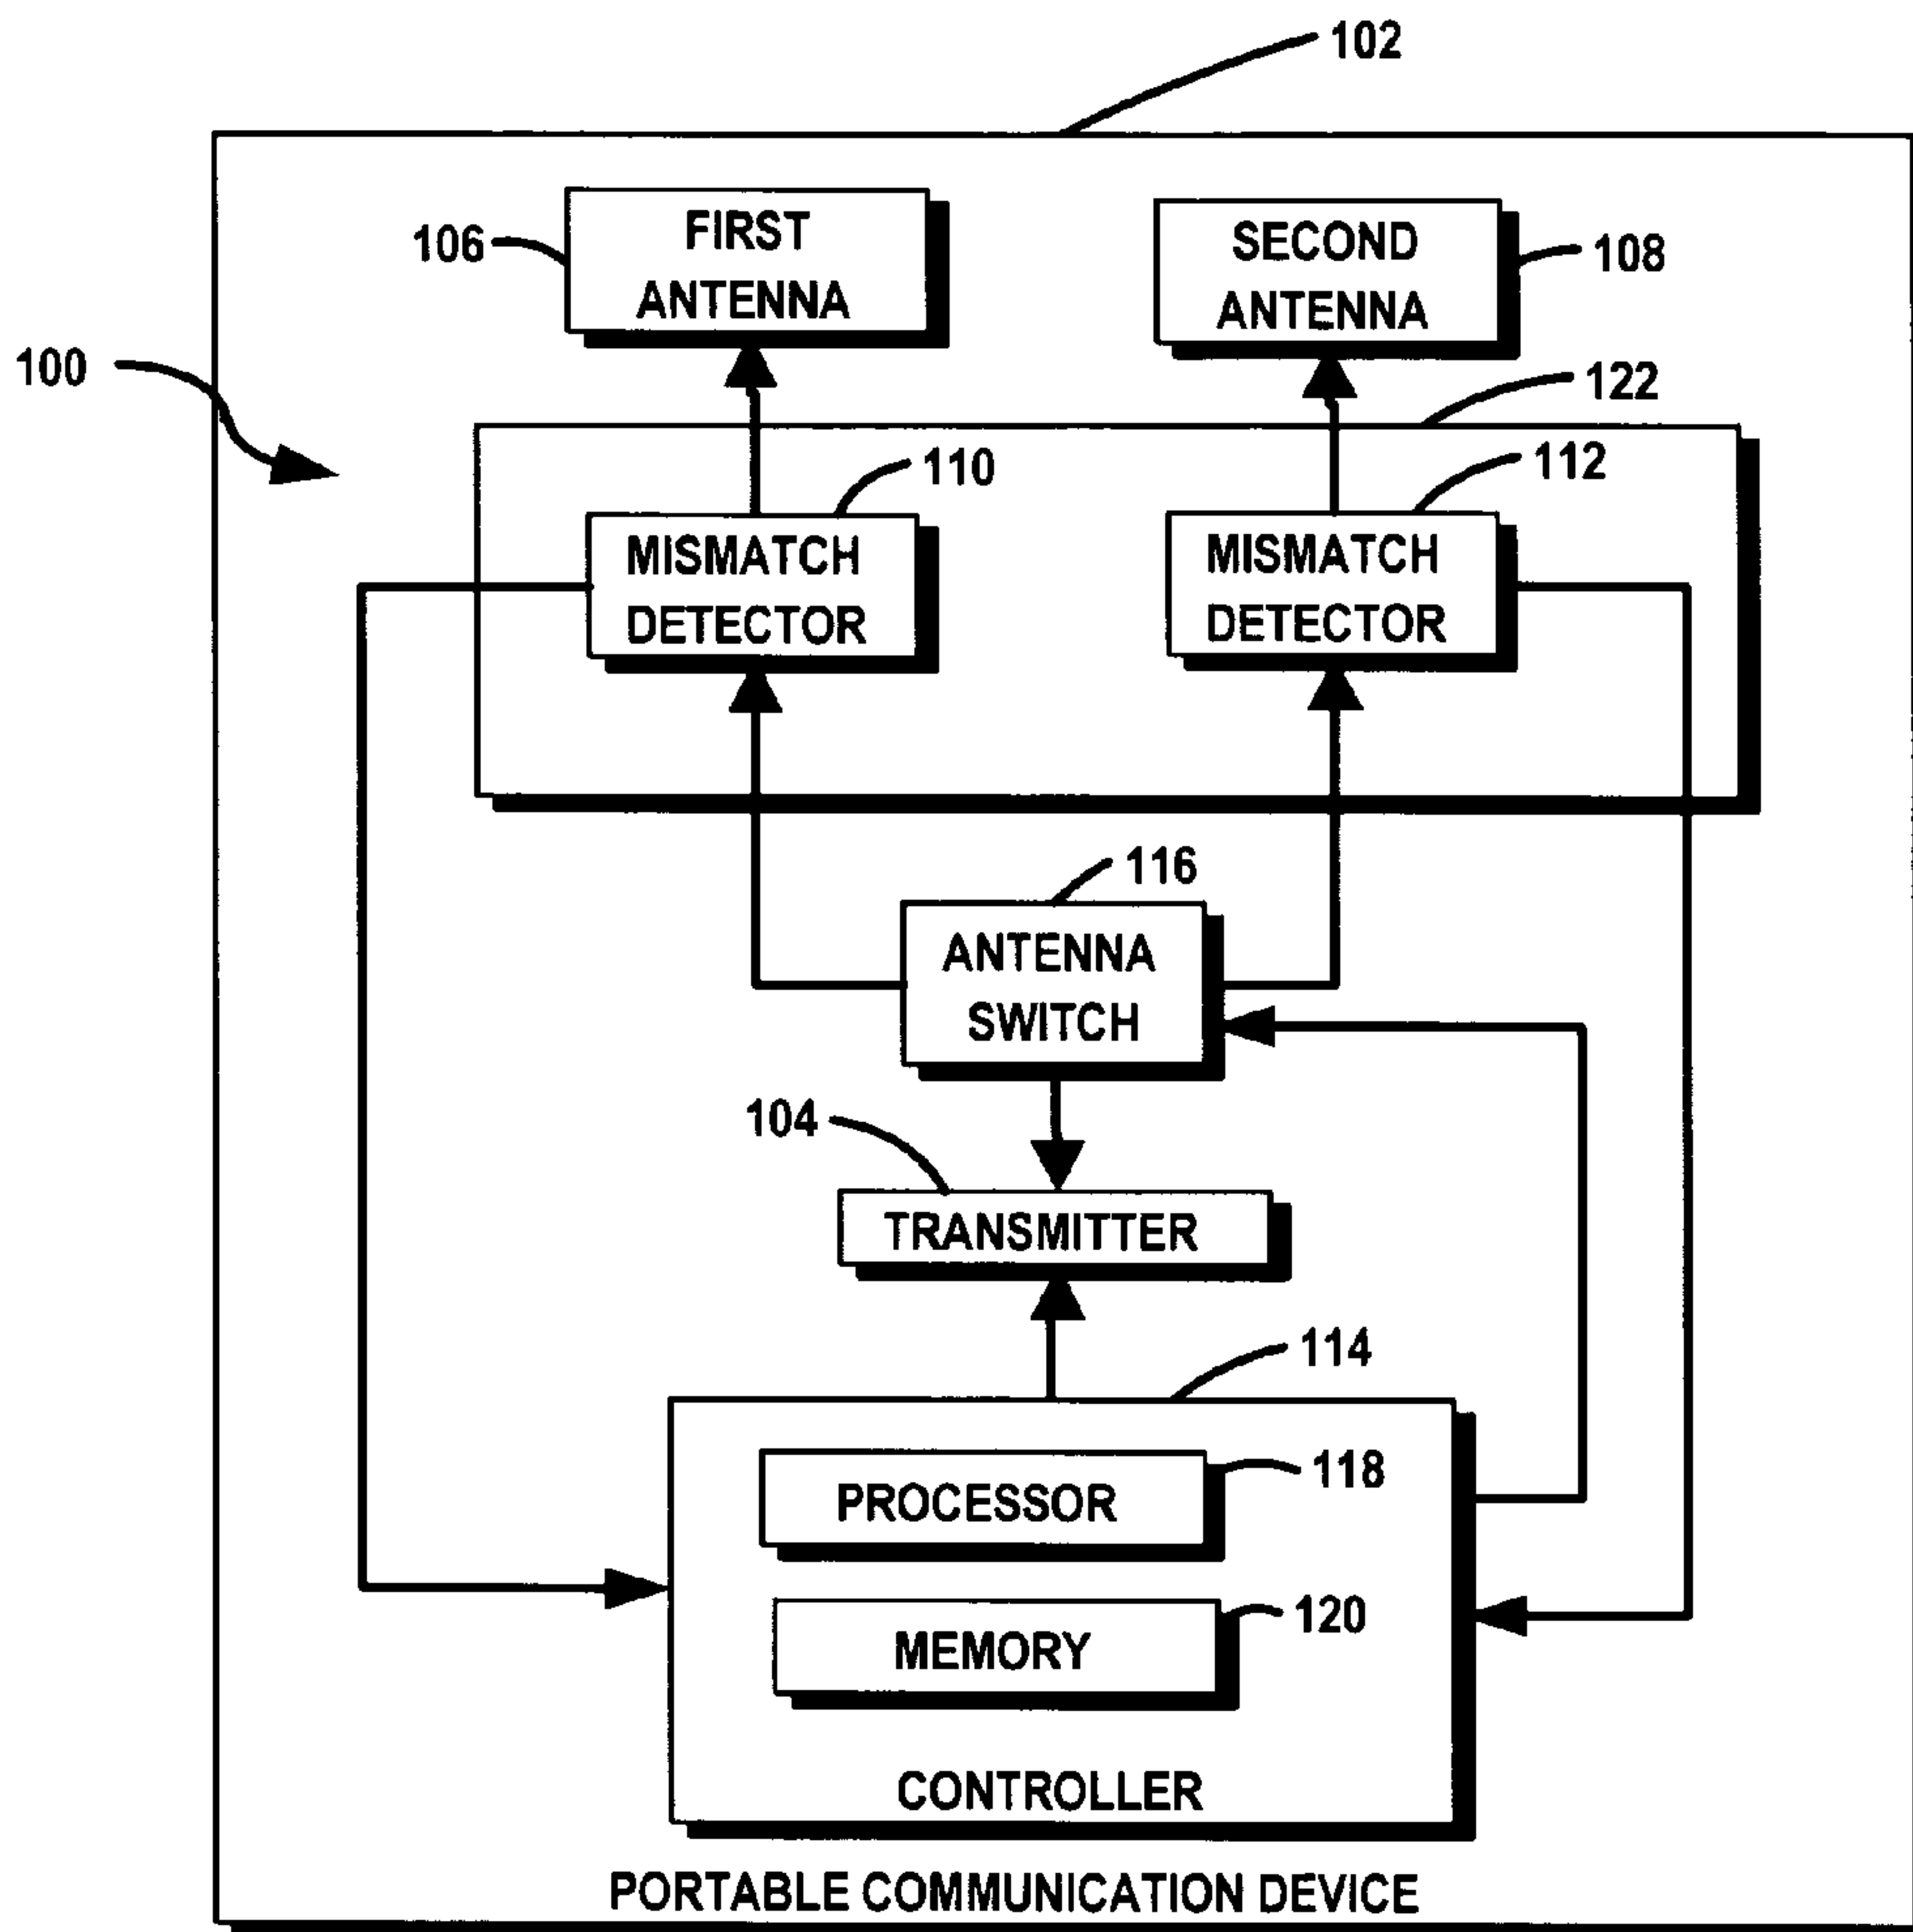 102
FIRST
ANTENNA
106
SECOND
ANTENNA
108
100
122
110
112
MISMATCH
DETECTOR
MISMATCH
DETECTOR
116
ANTENNA
SWITCH
104
TRANSMITTER
114
PROCESSOR
118
MEMORY
120
CONTROLLER
PORTABLE COMMUNICATION DEVICE